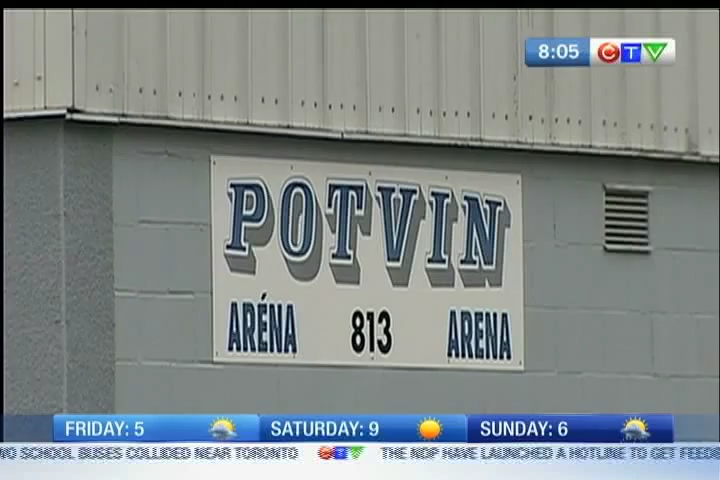 8:05 CTV
POTVIN
ARÉNA 813 ARENA
FRIDAY: 5 SATURDAY: 9 SUNDAY: 6
SCHOOL BUSES COLLIDED NEAR TORONTO CTV THE NDP HAVE LAUNCHED A HOTLINE TO GET